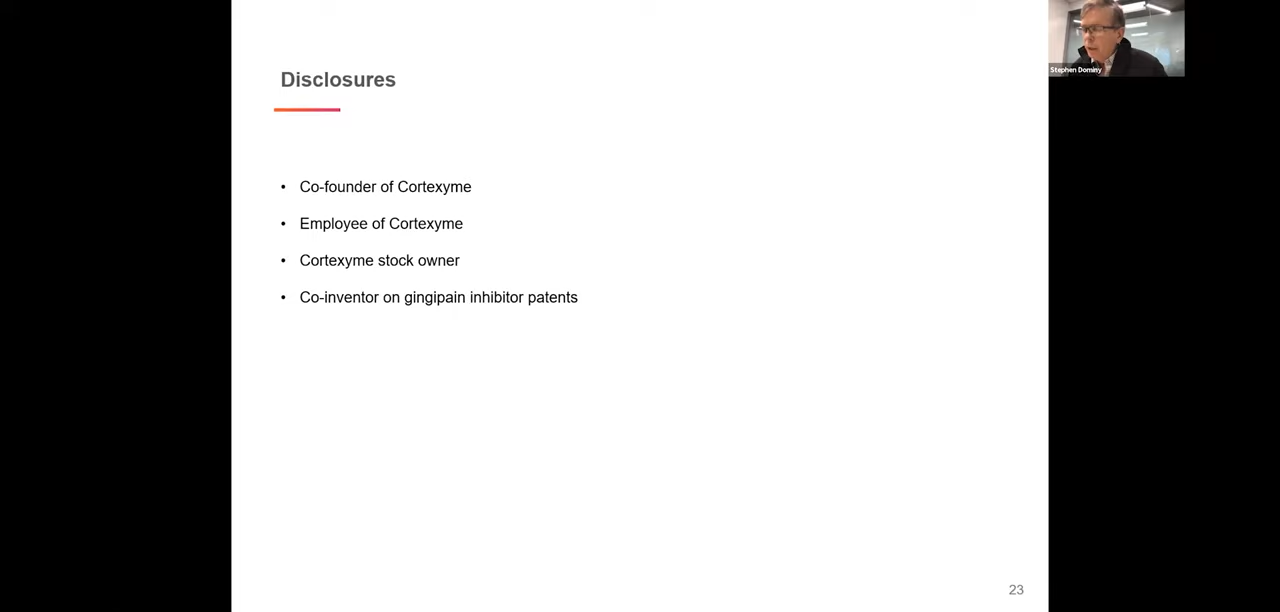 Disclosures
• Co-founder of Cortexyme
• Employee of Cortexyme
• Cortexyme stock owner
• Co-inventor on gingipain inhibitor patents
23
Stephen Dominy